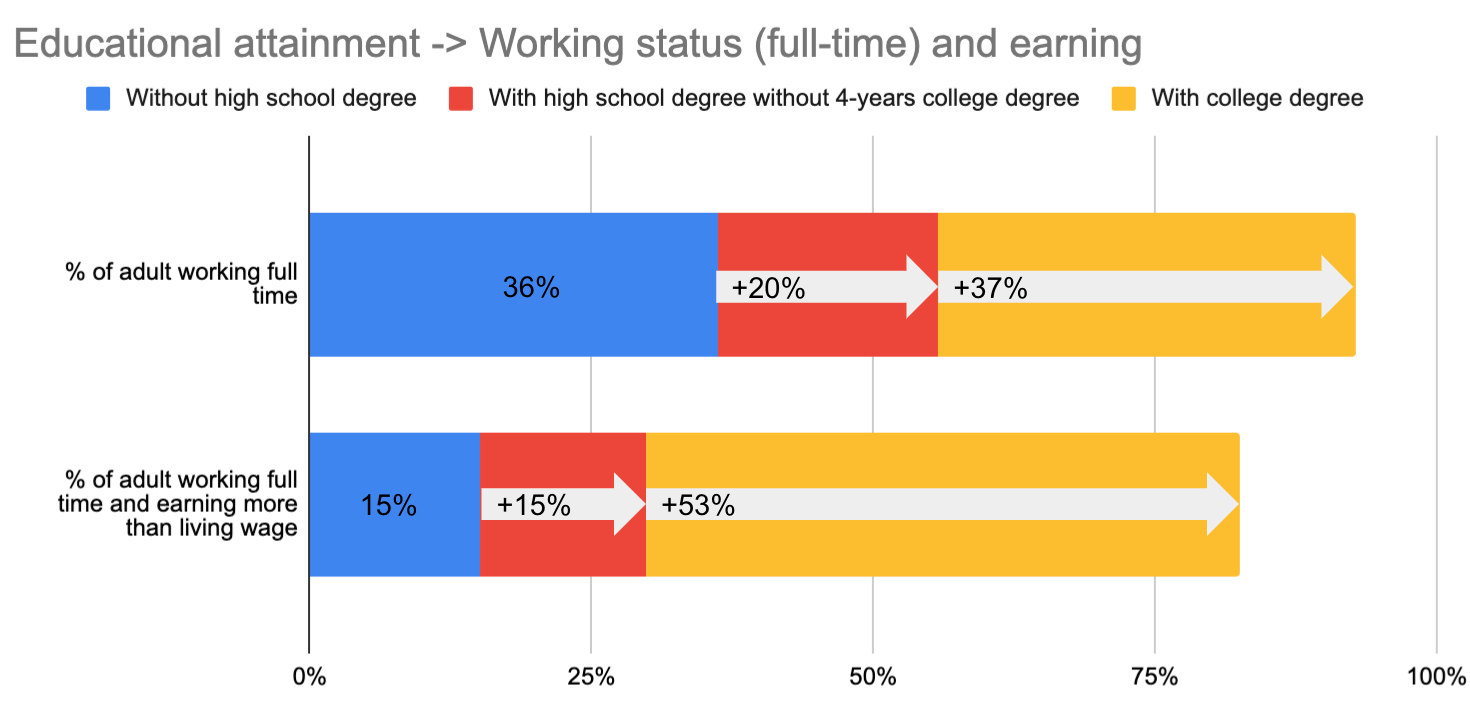 Educational attainment -> Working status (full-time) and earning
Without high school degree
With high school degree without 4-years college degree
With college degree
% of adult working full
time
36%
+20%
+37%
% of adult working full
time and earning more
than living wage
15%
+15%
+53%
0%
25%
50%
75%
100%